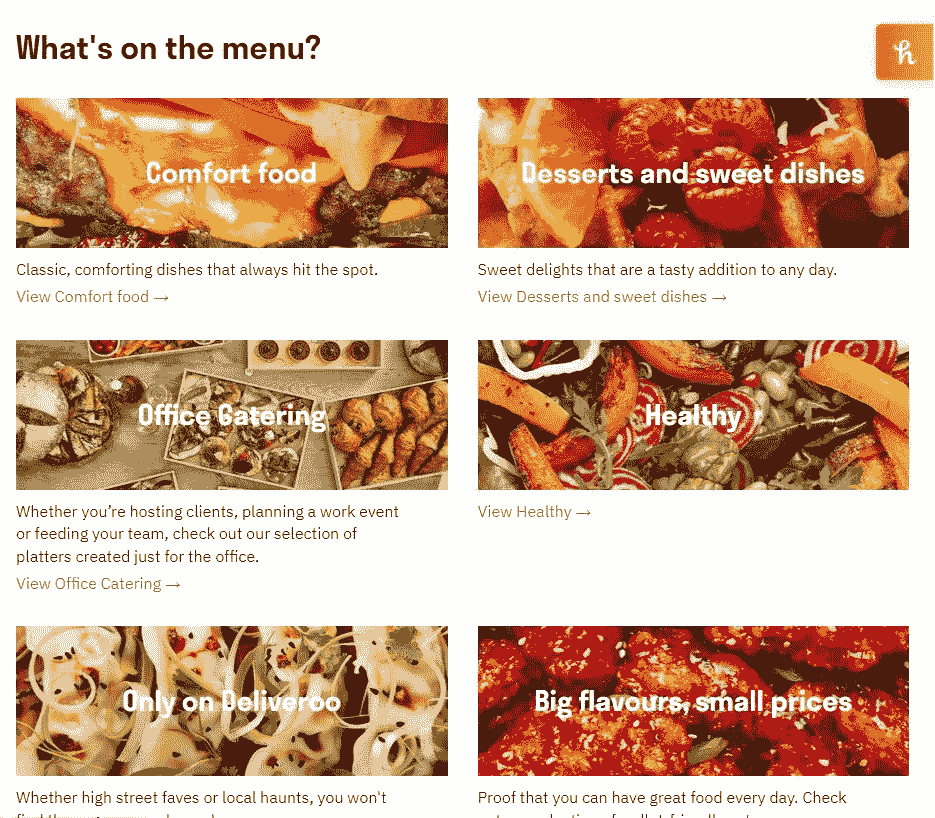 What's on the menu?
h
Comfort food
Desserts and sweet dishes
Classic, comforting dishes that always hit the spot.
Sweet delights that are a tasty addition to any day.
View Comfort food →
View Desserts and sweet dishes →
Office Catering
Healthy
Whether you’re hosting clients, planning a work event
or feeding your team, check out our selection of
platters created just for the office.
View Healthy →
View Office Catering →
Only on Deliveroo
Big flavours, small prices
Whether high street faves or local haunts, you won't
Proof that you can have great food every day. Check